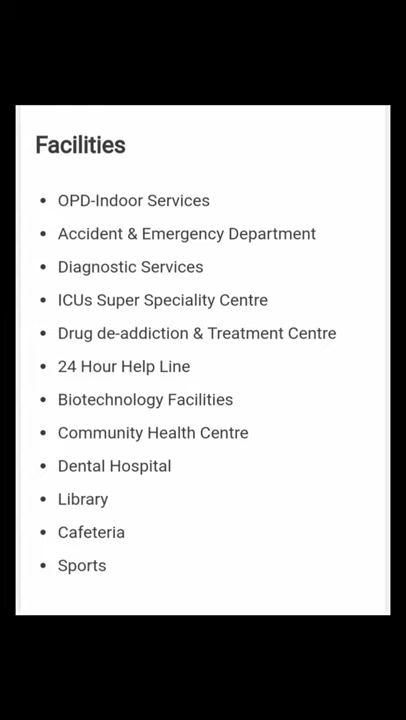 Facilities
• OPD-Indoor Services
• Accident & Emergency Department
• Diagnostic Services
• ICUs Super Speciality Centre
• Drug de-addiction & Treatment Centre
• 24 Hour Help Line
• Biotechnology Facilities
• Community Health Centre
• Dental Hospital
• Library
• Cafeteria
• Sports